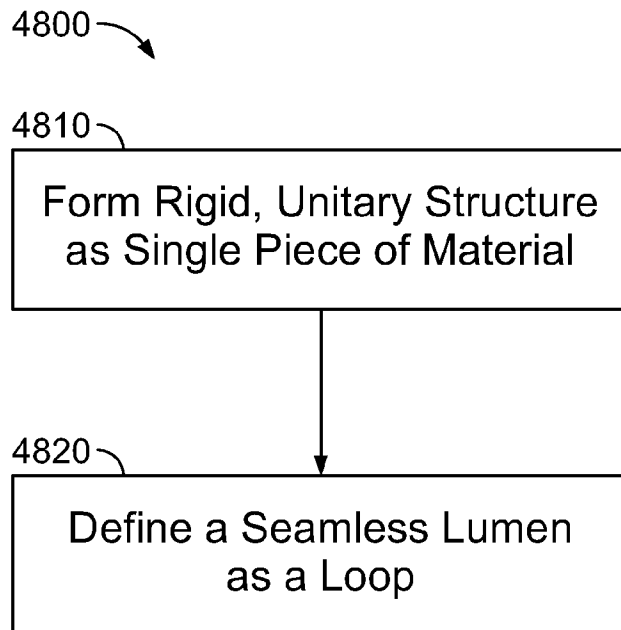 4800
4810
Form Rigid, Unitary Structure
as Single Piece of Material
4820
Define a Seamless Lumen
as a Loop